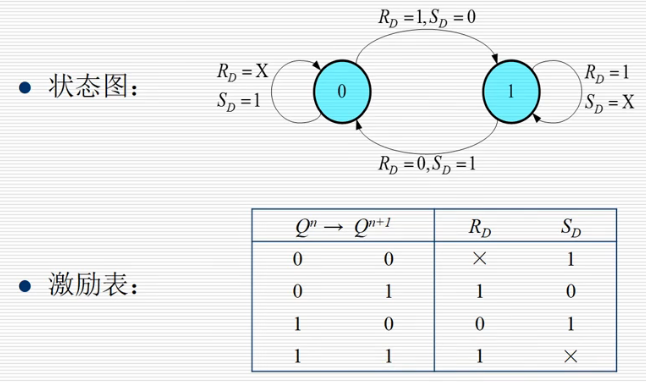 R_D=1,S_D=0
R_D=X
S_D=1
0
1
R_D=1
S_D=X
● 状态图：
R_D=0,S_D=1
Qⁿ → Qⁿ⁺¹ R_D S_D
0 0 × 1
0 1 1 0
● 激励表：
1 0 0 1
1 1 1 ×